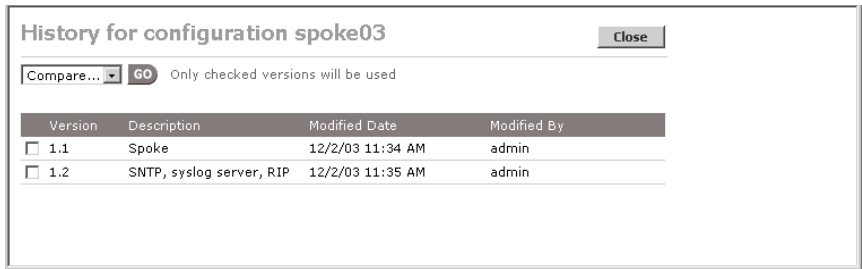 History for configuration spoke03
Close
Compare... GO Only checked versions will be used
Version Description Modified Date Modified By
1.1 Spoke 12/2/03 11:34 AM admin
1.2 SNTP, syslog server, RIP 12/2/03 11:35 AM admin